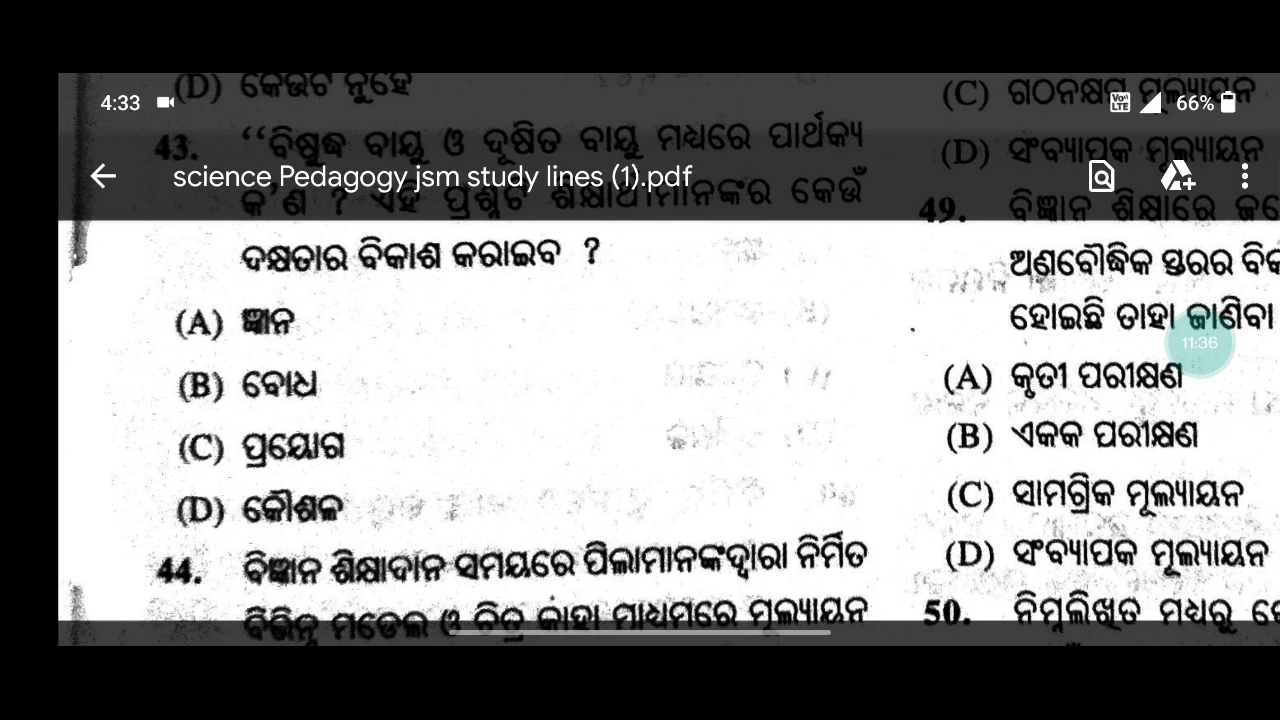 (D) କେଉଟି ନୁହେଁ
4:33
66%
43. ‘‘ବିଶୁଦ୍ଧ ବାୟୁ ଓ ଦୂଷିତ ବାୟୁ ମଧ୍ୟରେ ପାର୍ଥକ୍ୟ
science Pedagogy jsm study lines (1).pdf
କ'ଣ ? ଏହି ପ୍ରଶ୍ନଟି ଶିକ୍ଷାର୍ଥୀମାନଙ୍କର କେଉଁ
ଦକ୍ଷତାର ବିକାଶ କରାଇବ ?
(A) ଜ୍ଞାନ
(B) ବୋଧ
(C) ପ୍ରୟୋଗ
(D) କୌଶଳ
44. ବିଜ୍ଞାନ ଶିକ୍ଷାଦାନ ସମୟରେ ପିଲାମାନଙ୍କଦ୍ୱାରା ନିର୍ମିତ
ବିଭିନ୍ନ ମଡେଲ ଓ ଚିତ୍ର କାହା ମାଧ୍ୟମରେ ମୂଲ୍ୟାୟନ
(C) ଗଠନକ୍ଷମ ମୂଲ୍ୟାୟନ
(D) ସଂବ୍ୟାପକ ମୂଲ୍ୟାୟନ
49. ବିଜ୍ଞାନ ଶିକ୍ଷାରେ
ଅଣବୌଦ୍ଧିକ ସ୍ତରର
ହୋଇଛି ତାହା ଜାଣିବା
11:36
(A) କୃତୀ ପରୀକ୍ଷଣ
(B) ଏକକ ପରୀକ୍ଷଣ
(C) ସାମଗ୍ରିକ ମୂଲ୍ୟାୟନ
(D) ସଂବ୍ୟାପକ ମୂଲ୍ୟାୟନ
50. ନିମ୍ନଲିଖିତ ମଧ୍ୟରୁ